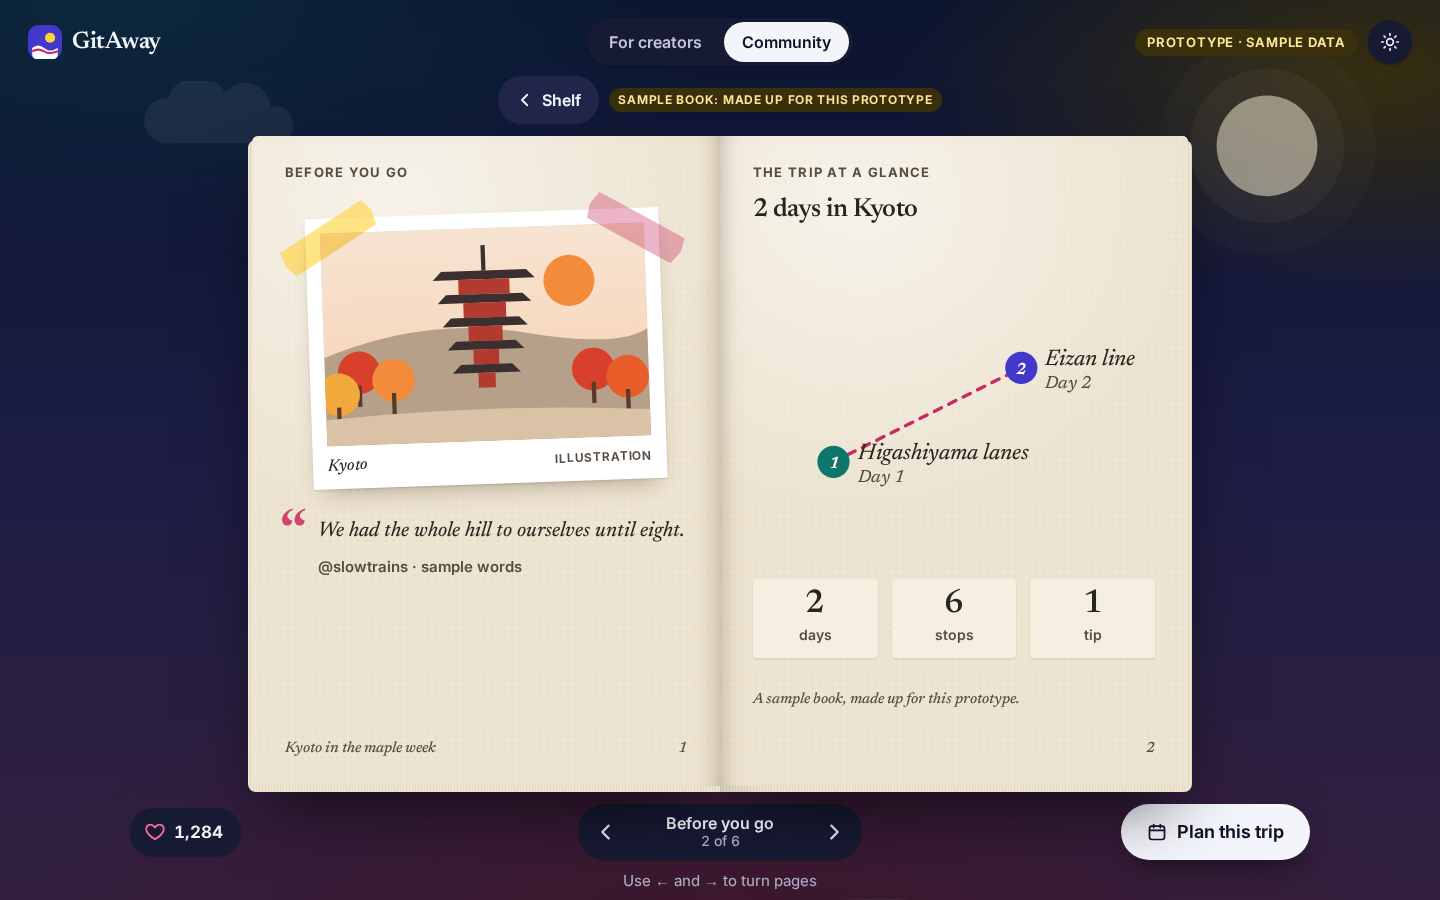 GitAway
For creators
Community
PROTOTYPE · SAMPLE DATA
Shelf
SAMPLE BOOK: MADE UP FOR THIS PROTOTYPE
BEFORE YOU GO
Kyoto
ILLUSTRATION
“ We had the whole hill to ourselves until eight.
@slowtrains · sample words
Kyoto in the maple week
1
THE TRIP AT A GLANCE
2 days in Kyoto
2 Eizan line
Day 2
1 Higashiyama lanes
Day 1
2
days
6
stops
1
tip
A sample book, made up for this prototype.
2
1,284
Before you go
2 of 6
Plan this trip
Use ← and → to turn pages